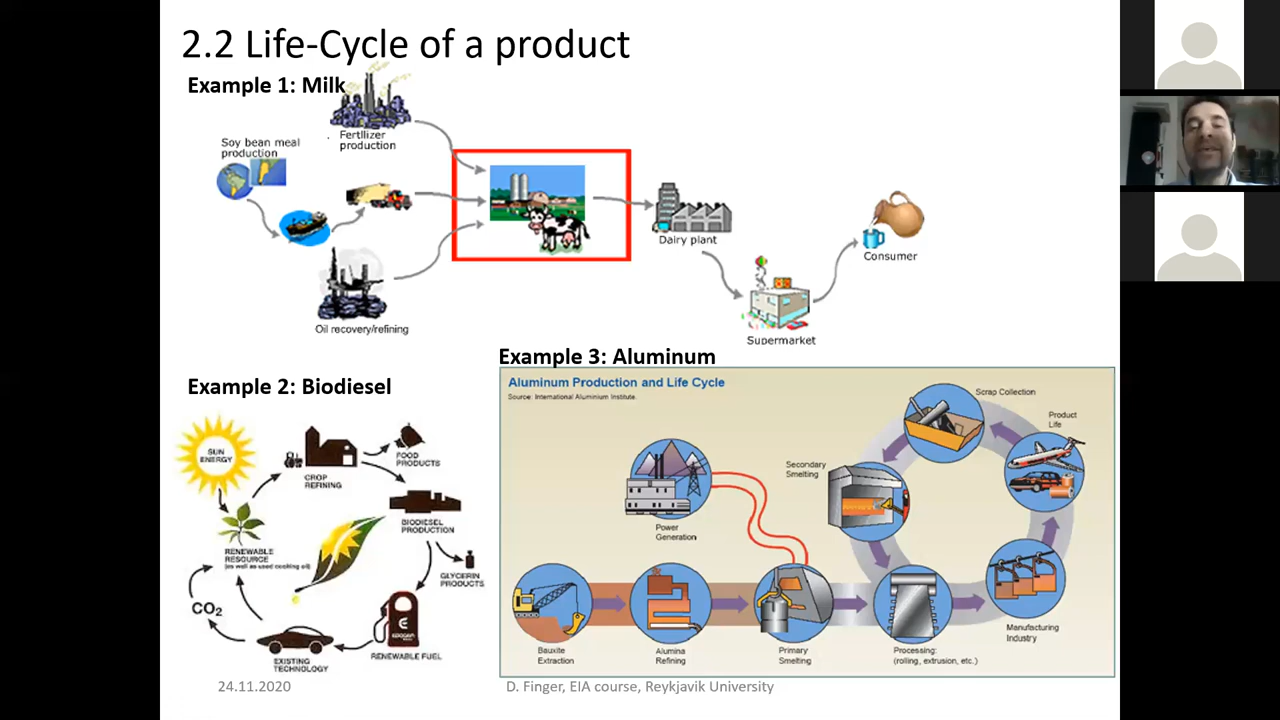 2.2 Life-Cycle of a product
Example 1: Milk
Fertilizer
production
Soy bean meal
production
Oil recovery/refining
Dairy plant
Supermarket
Consumer
Example 2: Biodiesel
SUN
ENERGY
CROP
REFINING
FOOD
PRODUCTS
BIODIESEL
PRODUCTION
GLYCERIN
PRODUCTS
RENEWABLE
RESOURCE
(as well as used cooking oil)
CO2
EXISTING
TECHNOLOGY
RENEWABLE FUEL
Example 3: Aluminum
Aluminum Production and Life Cycle
Source: International Aluminium Institute.
Scrap Collection
Product
Life
Secondary
Smelting
Power
Generation
Bauxite
Extraction
Alumina
Refining
Primary
Smelting
Processing:
(rolling, extrusion, etc.)
Manufacturing
Industry
24.11.2020
D. Finger, EIA course, Reykjavik University